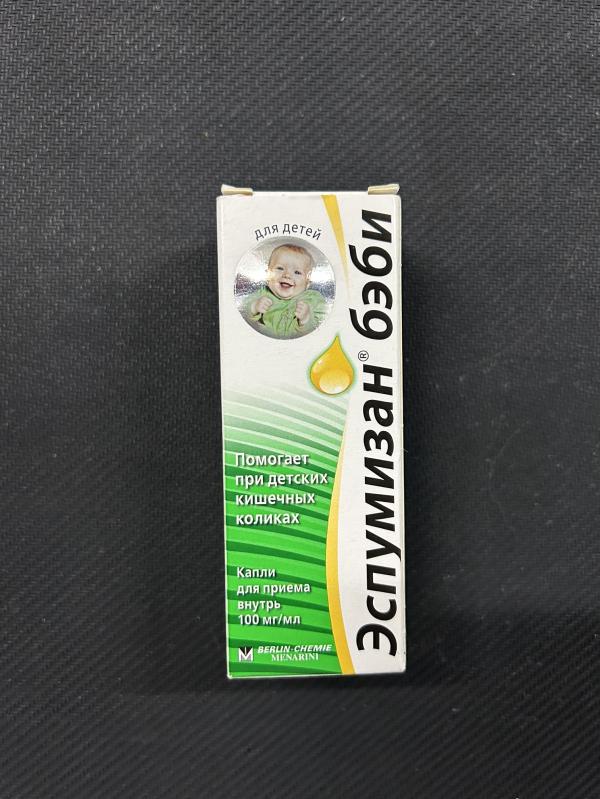 для детей
Эспумизан® бэби
Помогает
при детских
кишечных
коликах
Капли
для приема
внутрь
100 мг/мл
BERLIN-CHEMIE
MENARINI